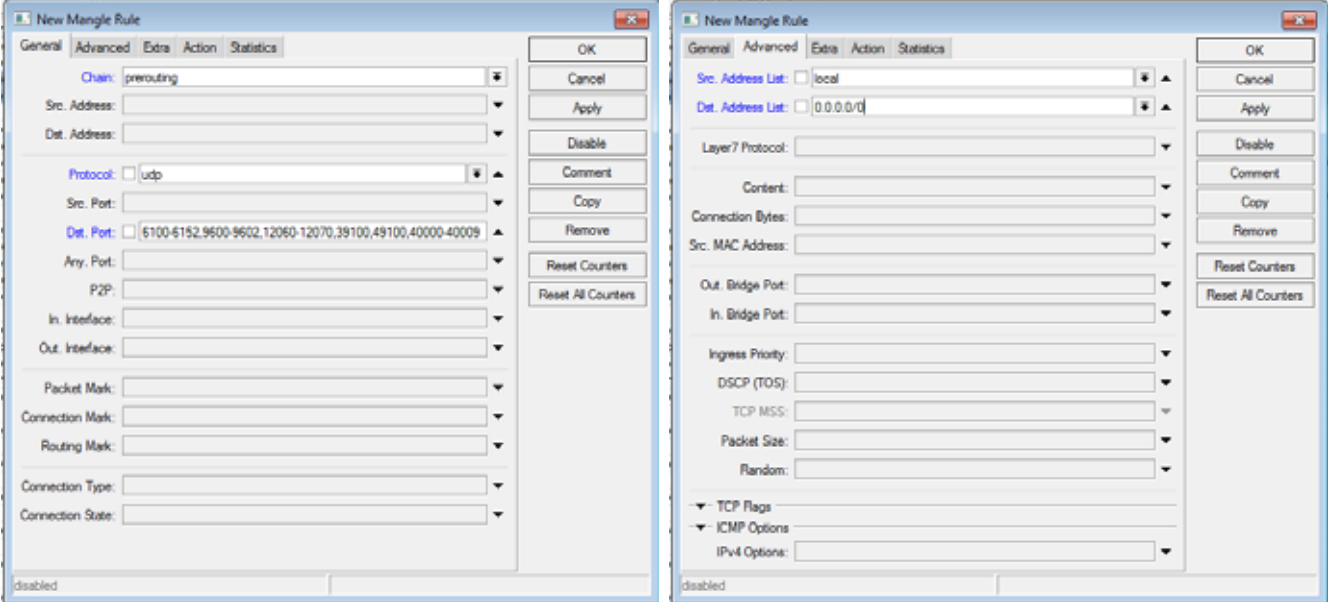 New Mangle Rule
General Advanced Extra Action Statistics
Chain: prerouting
Src. Address:
Dst. Address:
Protocol: udp
Src. Port:
Dst. Port: 6100-6152,9600-9602,12060-12070,39100,49100,40000-40009
Any. Port:
P2P:
In. Interface:
Out. Interface:
Packet Mark:
Connection Mark:
Routing Mark:
Connection Type:
Connection State:
OK
Cancel
Apply
Disable
Comment
Copy
Remove
Reset Counters
Reset All Counters
disabled
New Mangle Rule
General Advanced Extra Action Statistics
Src. Address List: local
Dst. Address List: 0.0.0.0/0
Layer7 Protocol:
Content:
Connection Bytes:
Src. MAC Address:
Out. Bridge Port:
In. Bridge Port:
Ingress Priority:
DSCP (TOS):
TCP MSS:
Packet Size:
Random:
TCP Flags
ICMP Options
IPv4 Options:
OK
Cancel
Apply
Disable
Comment
Copy
Remove
Reset Counters
Reset All Counters
disabled